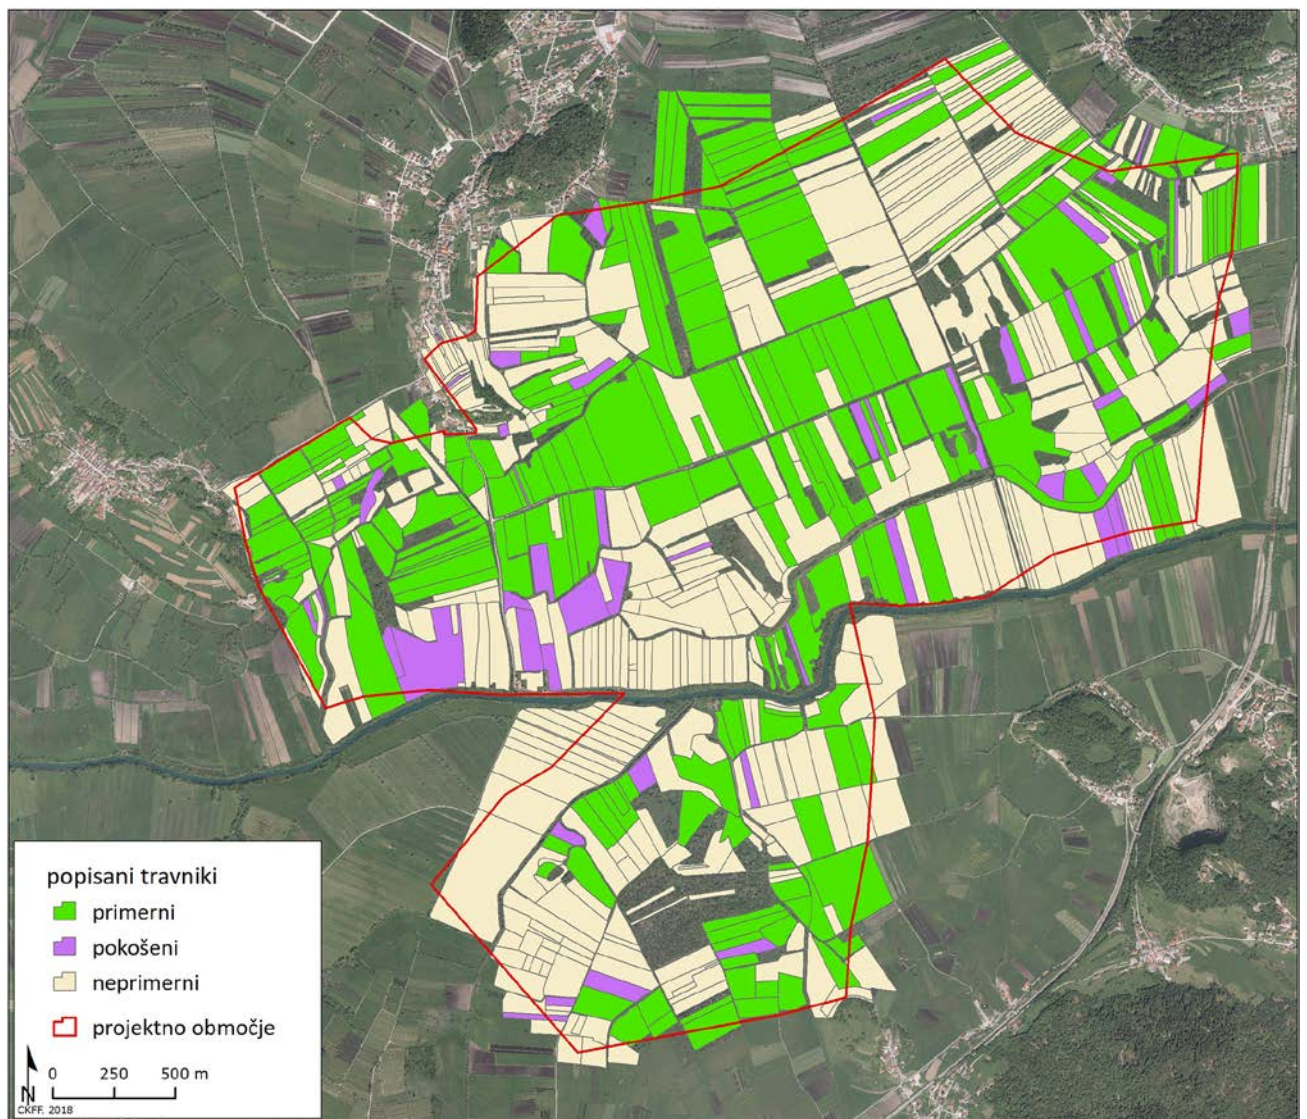 popisani travniki
primerni
pokošeni
neprimerni
projektno območje
0 250 500 m
N
CKFF, 2018